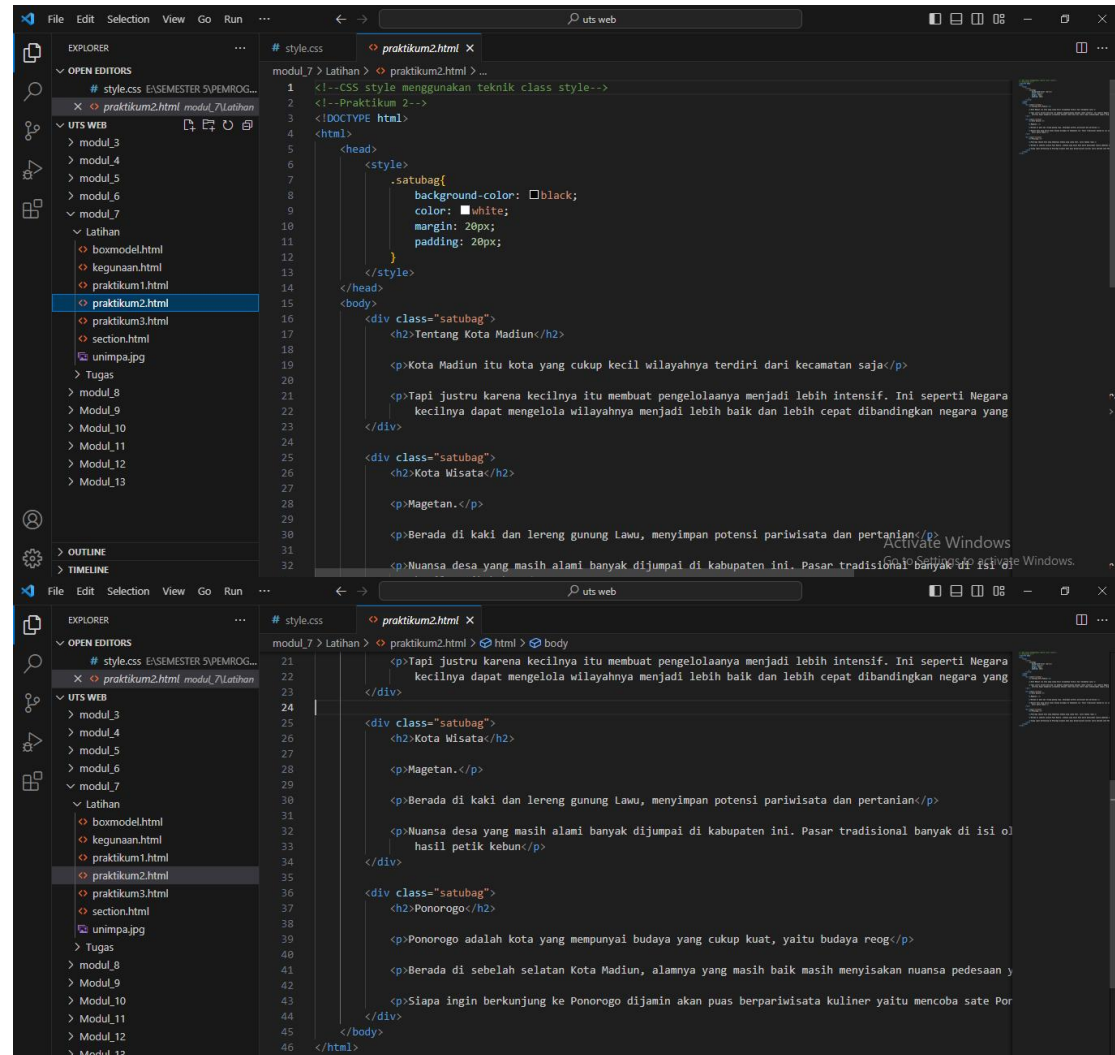 File Edit Selection View Go Run ··· uts web
EXPLORER ··· # style.css praktikum2.html
OPEN EDITORS modul_7 > Latihan > praktikum2.html > ...
# style.css E:\SEMESTER 5\PEMROG...
praktikum2.html modul_7\Latihan
UTS WEB
modul_3
modul_4
modul_5
modul_6
modul_7
Latihan
boxmodel.html
kegunaan.html
praktikum1.html
praktikum2.html
praktikum3.html
section.html
unimpa.jpg
Tugas
modul_8
Modul_9
Modul_10
Modul_11
Modul_12
Modul_13
OUTLINE
TIMELINE
1 <!--CSS style menggunakan teknik class style-->
2 <!--Praktikum 2-->
3 <!DOCTYPE html>
4 <html>
5 <head>
6 <style>
7 .satubag{
8 background-color: black;
9 color: white;
10 margin: 20px;
11 padding: 20px;
12 }
13 </style>
14 </head>
15 <body>
16 <div class="satubag">
17 <h2>Tentang Kota Madiun</h2>
18
19 <p>Kota Madiun itu kota yang cukup kecil wilayahnya terdiri dari kecamatan saja</p>
20
21 <p>Tapi justru karena kecilnya itu membuat pengelolaanya menjadi lebih intensif. Ini seperti Negara
22 kecilnya dapat mengelola wilayahnya menjadi lebih baik dan lebih cepat dibandingkan negara yang
23 </div>
24
25 <div class="satubag">
26 <h2>Kota Wisata</h2>
27
28 <p>Magetan.</p>
29
30 <p>Berada di kaki dan lereng gunung Lawu, menyimpan potensi pariwisata dan pertanian</p>
31
32 <p>Nuansa desa yang masih alami banyak dijumpai di kabupaten ini. Pasar tradisional banyak di isi ol
Activate Windows
Go to Settings to activate Windows.
File Edit Selection View Go Run ··· uts web
EXPLORER ··· # style.css praktikum2.html
OPEN EDITORS modul_7 > Latihan > praktikum2.html > html > body
# style.css E:\SEMESTER 5\PEMROG...
praktikum2.html modul_7\Latihan
UTS WEB
modul_3
modul_4
modul_5
modul_6
modul_7
Latihan
boxmodel.html
kegunaan.html
praktikum1.html
praktikum2.html
praktikum3.html
section.html
unimpa.jpg
Tugas
modul_8
Modul_9
Modul_10
Modul_11
Modul_12
Modul_13
21 <p>Tapi justru karena kecilnya itu membuat pengelolaanya menjadi lebih intensif. Ini seperti Negara
22 kecilnya dapat mengelola wilayahnya menjadi lebih baik dan lebih cepat dibandingkan negara yang
23 </div>
24
25 <div class="satubag">
26 <h2>Kota Wisata</h2>
27
28 <p>Magetan.</p>
29
30 <p>Berada di kaki dan lereng gunung Lawu, menyimpan potensi pariwisata dan pertanian</p>
31
32 <p>Nuansa desa yang masih alami banyak dijumpai di kabupaten ini. Pasar tradisional banyak di isi ol
33 hasil petik kebun</p>
34 </div>
35
36 <div class="satubag">
37 <h2>Ponorogo</h2>
38
39 <p>Ponorogo adalah kota yang mempunyai budaya yang cukup kuat, yaitu budaya reog</p>
40
41 <p>Berada di sebelah selatan Kota Madiun, alamnya yang masih baik masih menyisakan nuansa pedesaan y
42
43 <p>Siapa ingin berkunjung ke Ponorogo dijamin akan puas berpariwisata kuliner yaitu mencoba sate Por
44 </div>
45 </body>
46 </html>